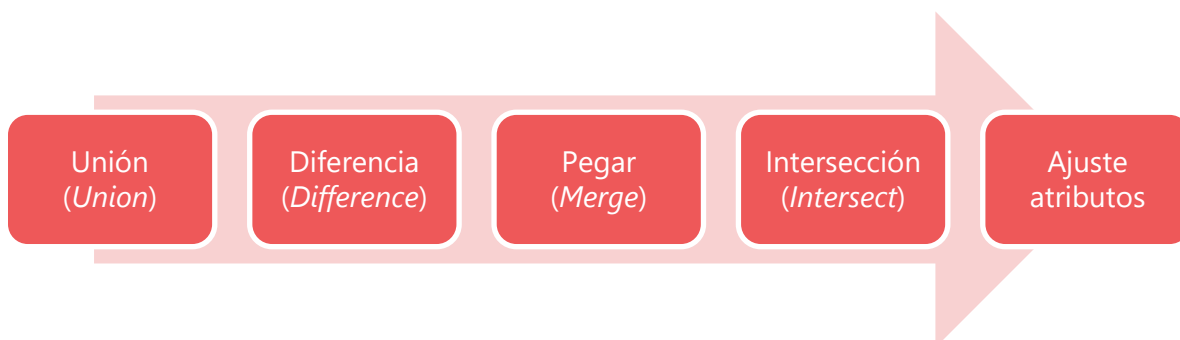 Unión
(Union)
Diferencia
(Difference)
Pegar
(Merge)
Intersección
(Intersect)
Ajuste
atributos